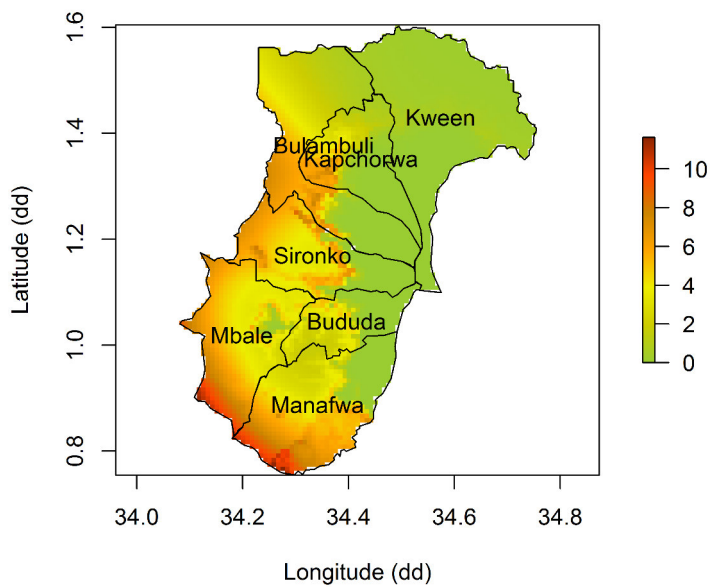 1.6
1.4
1.2
1.0
0.8
Latitude (dd)
Kween
Bulambuli
Kapchorwa
Sironko
Mbale
Bududa
Manafwa
10
8
6
4
2
0
34.0 34.2 34.4 34.6 34.8
Longitude (dd)